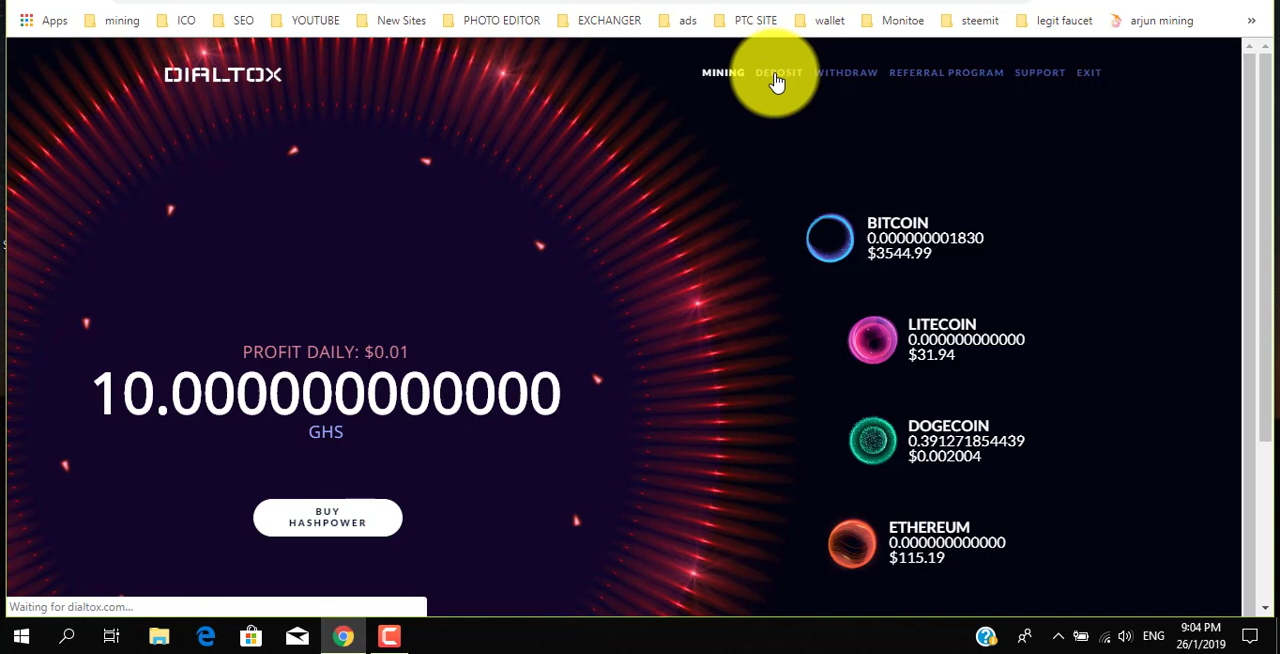 Apps mining ICO SEO YOUTUBE New Sites PHOTO EDITOR EXCHANGER ads PTC SITE wallet Monitoe steemit legit faucet arjun mining »
DIALTOX MINING DEPOSIT WITHDRAW REFERRAL PROGRAM SUPPORT EXIT
BITCOIN
0.000000001830
$3544.99
LITECOIN
0.000000000000
$31.94
PROFIT DAILY: $0.01
10.000000000000
GHS
DOGECOIN
0.391271854439
$0.002004
BUY
HASHPOWER
ETHEREUM
0.000000000000
$115.19
Waiting for dialtox.com...
ENG
9:04 PM
26/1/2019